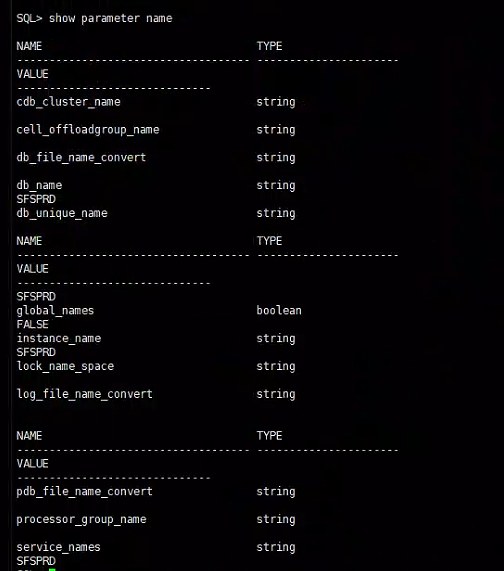 SQL> show parameter name
NAME                                 TYPE
------------------------------------ ----------------------
VALUE
------------------------------
cdb_cluster_name                     string
cell_offloadgroup_name               string
db_file_name_convert                 string
db_name                              string
SFSPRD
db_unique_name                       string
NAME                                 TYPE
------------------------------------ ----------------------
VALUE
------------------------------
SFSPRD
global_names                         boolean
FALSE
instance_name                        string
SFSPRD
lock_name_space                      string
log_file_name_convert                string
NAME                                 TYPE
------------------------------------ ----------------------
VALUE
------------------------------
pdb_file_name_convert                string
processor_group_name                 string
service_names                        string
SFSPRD